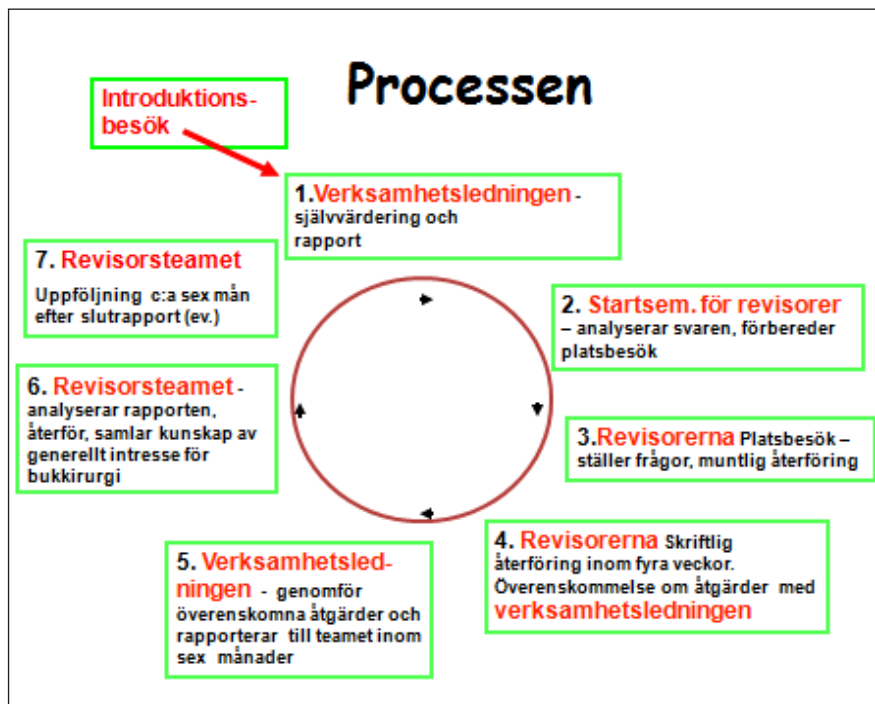 Processen
Introduktions-
besök
1.Verksamhetsledningen -
självvärdering och
rapport
2. Startsem. för revisorer
– analyserar svaren, förbereder
platsbesök
3.Revisorerna Platsbesök –
ställer frågor, muntlig återföring
4. Revisorerna Skriftlig
återföring inom fyra veckor.
Överenskommelse om åtgärder med
verksamhetsledningen
5. Verksamhetsled-
ningen - genomför
överenskomna åtgärder och
rapporterar till teamet inom
sex månader
6. Revisorsteamet -
analyserar rapporten,
återför, samlar kunskap av
generellt intresse för
bukkirurgi
7. Revisorsteamet
Uppföljning c:a sex mån
efter slutrapport (ev.)